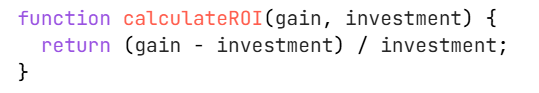 function calculateROI(gain, investment) {
  return (gain - investment) / investment;
}